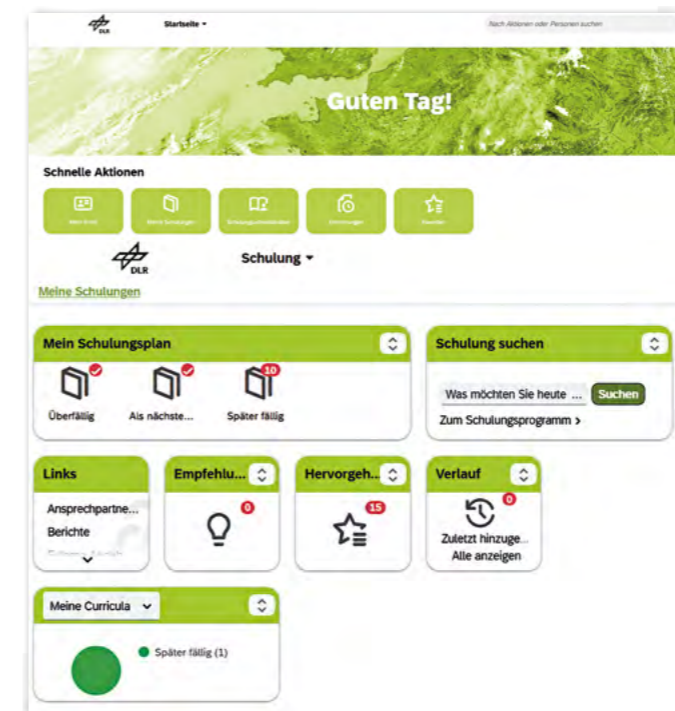 DLR
Startseite
Nach Aktionen oder Personen suchen
Guten Tag!
Schnelle Aktionen
DLR
Schulung
Meine Schulungen
Mein Schulungsplan
10
Überfällig
Als nächste...
Später fällig
Schulung suchen
Was möchten Sie heute ...
Suchen
Zum Schulungsprogramm >
Links
Ansprechpartne...
Berichte
Empfehlu...
0
Hervorgeh...
15
Verlauf
0
Zuletzt hinzuge...
Alle anzeigen
Meine Curricula
Später fällig (1)